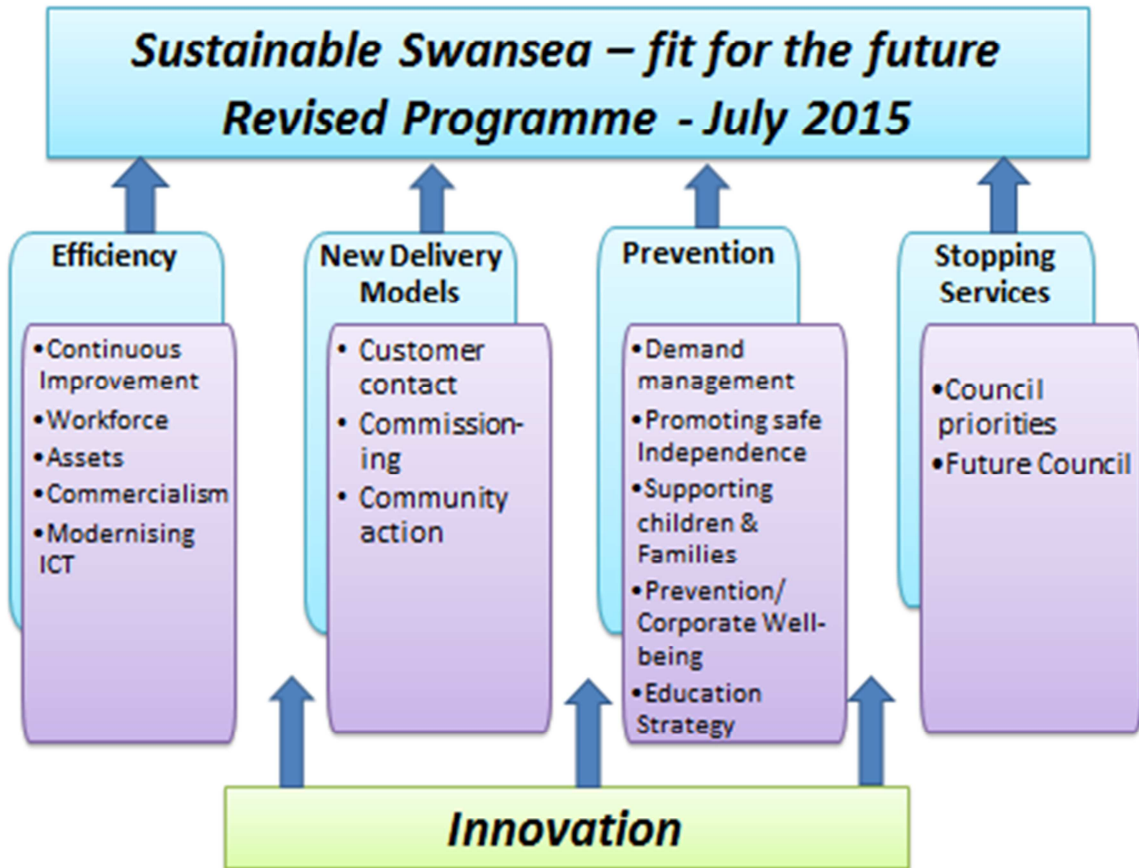 Sustainable Swansea – fit for the future
Revised Programme - July 2015
Efficiency
•Continuous
Improvement
•Workforce
•Assets
•Commercialism
•Modernising
ICT
New Delivery
Models
• Customer
contact
• Commission-
ing
• Community
action
Prevention
•Demand
management
•Promoting safe
Independence
•Supporting
children &
Families
•Prevention/
Corporate Well-
being
•Education
Strategy
Stopping
Services
•Council
priorities
•Future Council
Innovation